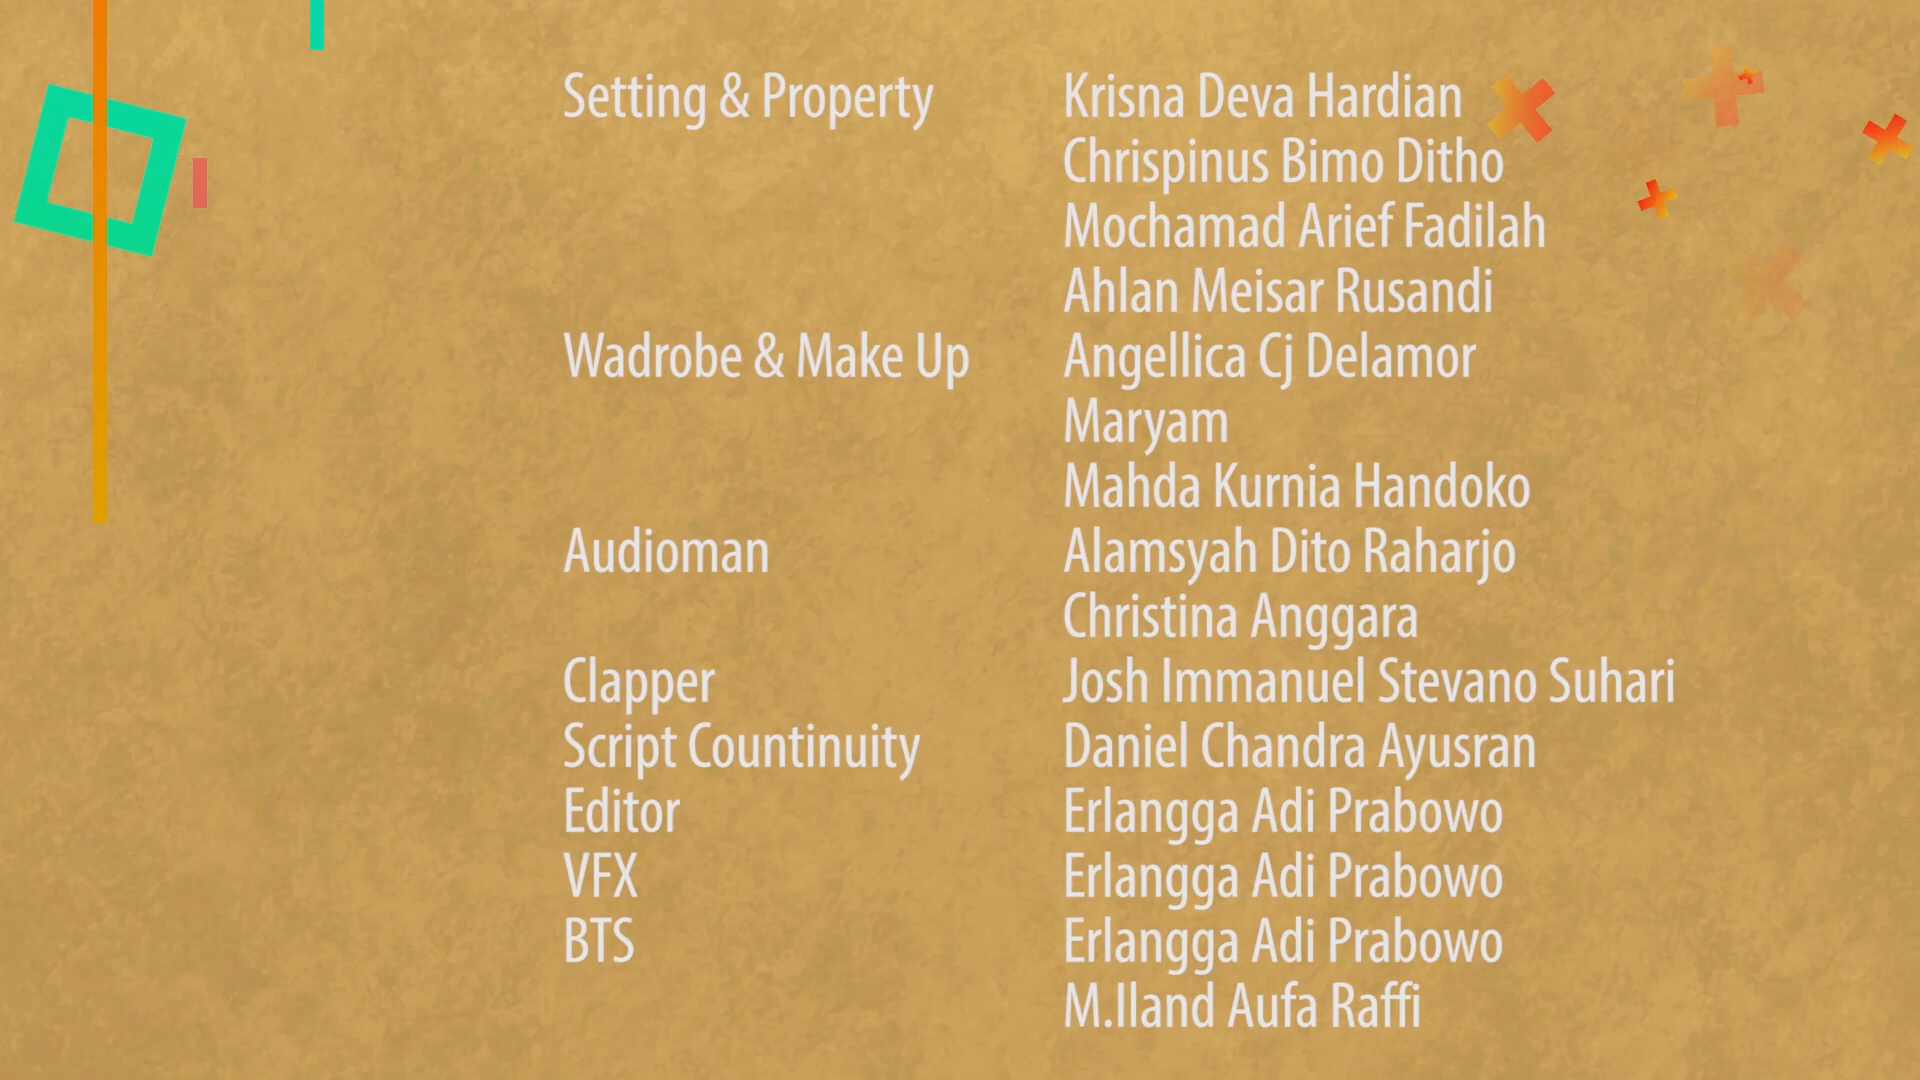 Setting & Property Krisna Deva Hardian
Chrispinus Bimo Ditho
Mochamad Arief Fadilah
Ahlan Meisar Rusandi
Wadrobe & Make Up Angellica Cj Delamor
Maryam
Mahda Kurnia Handoko
Audioman Alamsyah Dito Raharjo
Christina Anggara
Clapper Josh Immanuel Stevano Suhari
Script Countinuity Daniel Chandra Ayusran
Editor Erlangga Adi Prabowo
VFX Erlangga Adi Prabowo
BTS Erlangga Adi Prabowo
M.Iland Aufa Raffi